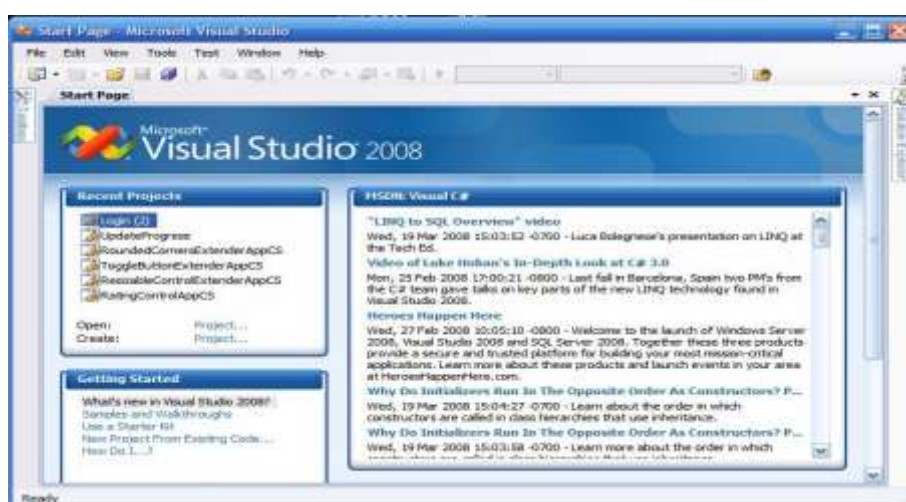 Start Page - Microsoft Visual Studio
File Edit View Tools Test Window Help
Start Page
Toolbox
Solution Explorer
Microsoft
Visual Studio 2008
Recent Projects
Login (2)
UpdateProgress
RoundedCornersExtenderAppCS
ToggleButtonExtenderAppCS
ResizableControlExtenderAppCS
RatingControlAppCS
Open: Project...
Create: Project...
Getting Started
What's new in Visual Studio 2008?
Samples and Walkthroughs
Use a Starter Kit
New Project From Existing Code...
How Do I...?
MSDN: Visual C#
"LINQ to SQL Overview" video
Wed, 19 Mar 2008 15:03:52 -0700 - Luca Bolegnese's presentation on LINQ at
the Tech Ed.
Video of Luke Hoban's In-Depth Look at C# 3.0
Mon, 25 Feb 2008 17:00:21 -0800 - Last fall in Barcelona, Spain two PM's from
the C# team gave talks on key parts of the new LINQ technology found in
Visual Studio 2008.
Heroes Happen Here
Wed, 27 Feb 2008 10:05:10 -0800 - Welcome to the launch of Windows Server
2008, Visual Studio 2008 and SQL Server 2008. Together these three products
provide a secure and trusted platform for building your most mission-critical
applications. Learn more about these products and launch events in your area
at HeroesHappenHere.com.
Why Do Initializers Run In The Opposite Order As Constructors? P...
Wed, 19 Mar 2008 15:04:27 -0700 - Learn about the order in which
constructors are called in class hierarchies that use inheritance.
Why Do Initializers Run In The Opposite Order As Constructors? P...
Wed, 19 Mar 2008 15:03:58 -0700 - Learn more about the order in which
Ready